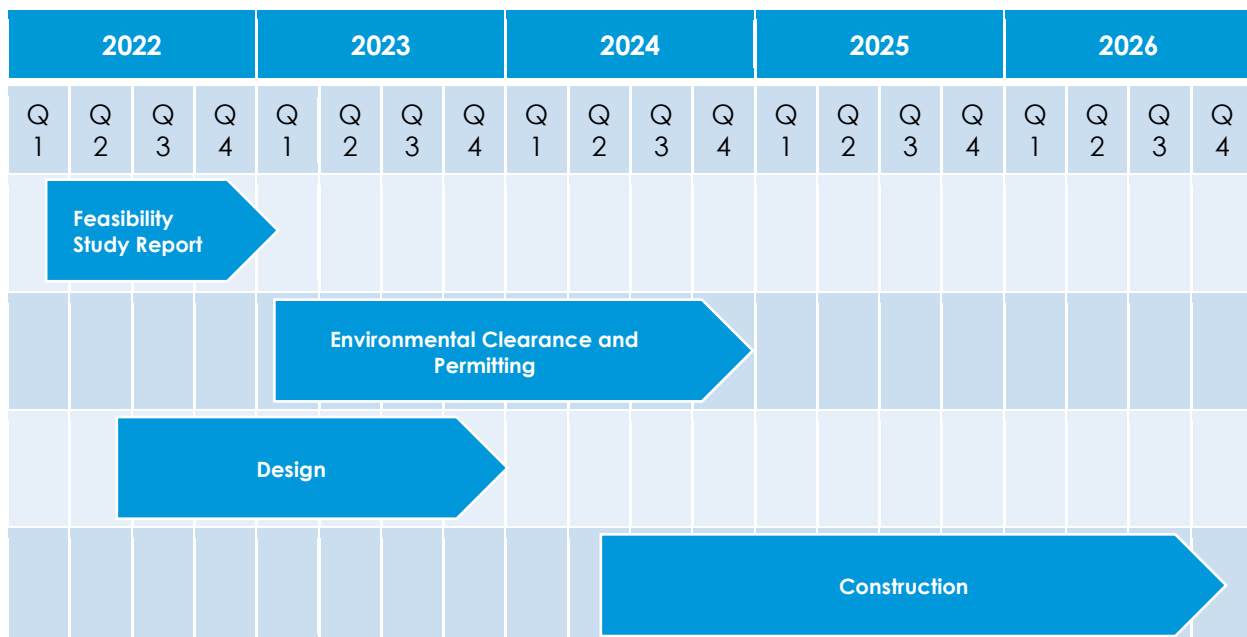 2022 2023 2024 2025 2026
Q Q Q Q Q Q Q Q Q Q Q Q Q Q Q Q Q Q Q Q
1 2 3 4 1 2 3 4 1 2 3 4 1 2 3 4 1 2 3 4
Feasibility
Study Report
Environmental Clearance and
Permitting
Design
Construction